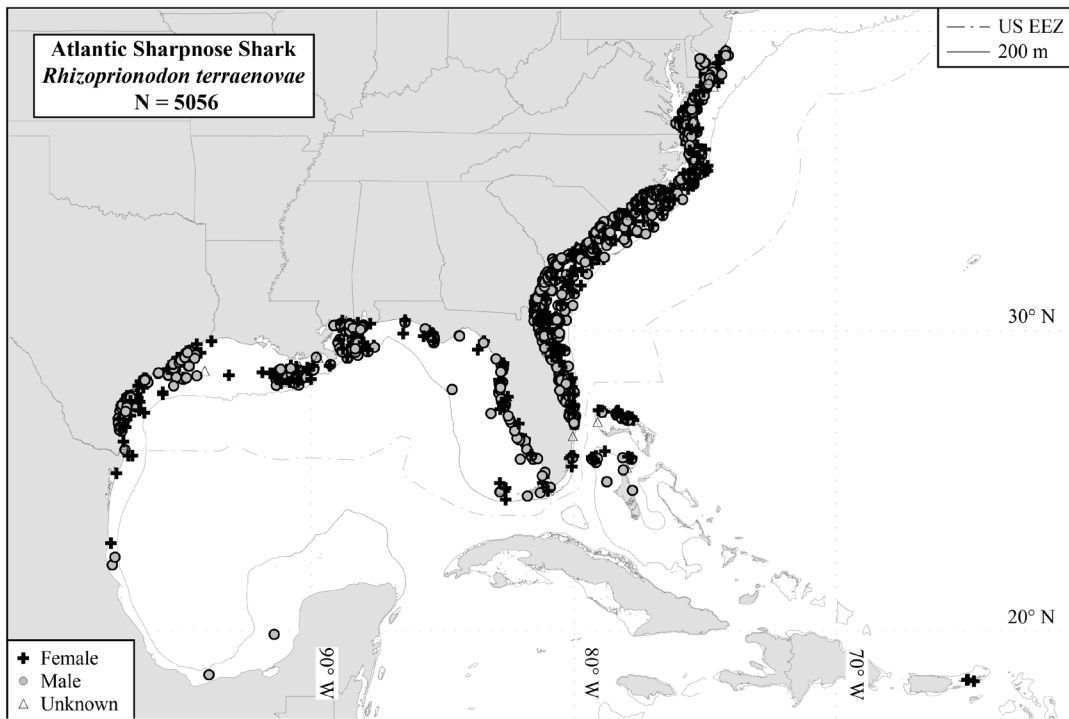 Atlantic Sharpnose Shark
Rhizoprionodon terraenovae
N = 5056
US EEZ
200 m
30° N
20° N
90° W
80° W
70° W
Female
Male
Unknown